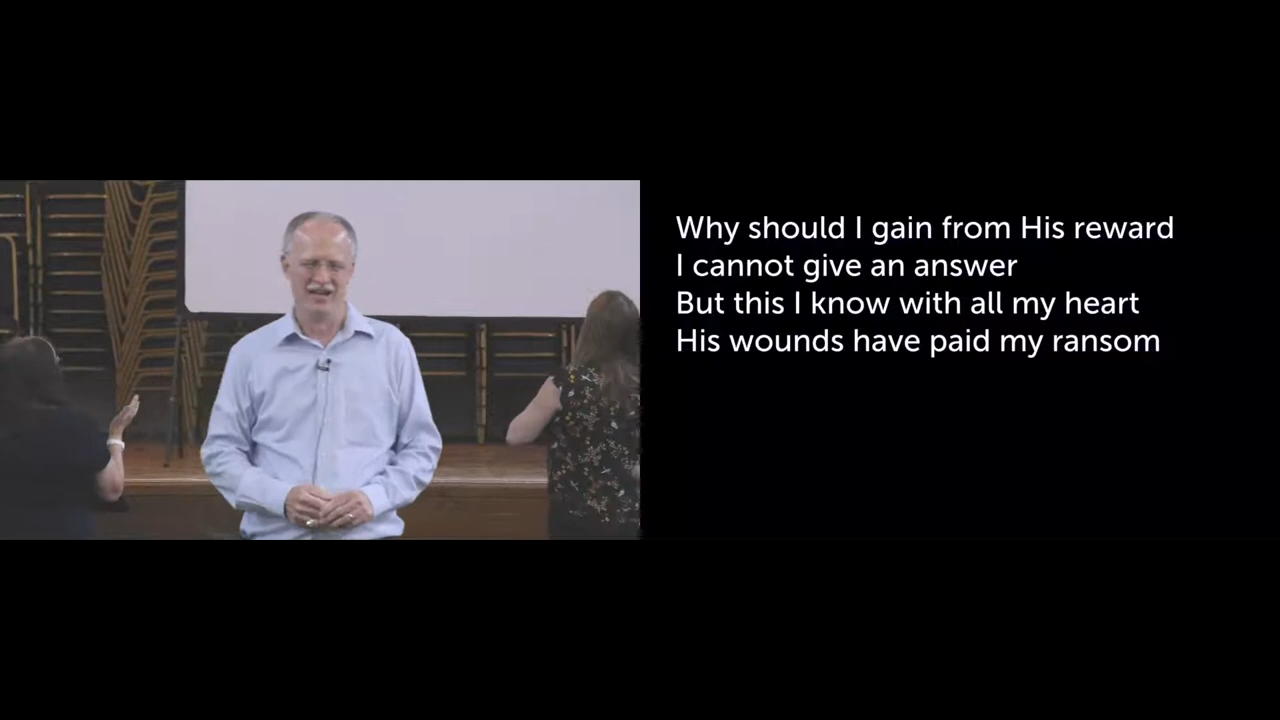 Why should I gain from His reward
I cannot give an answer
But this I know with all my heart
His wounds have paid my ransom